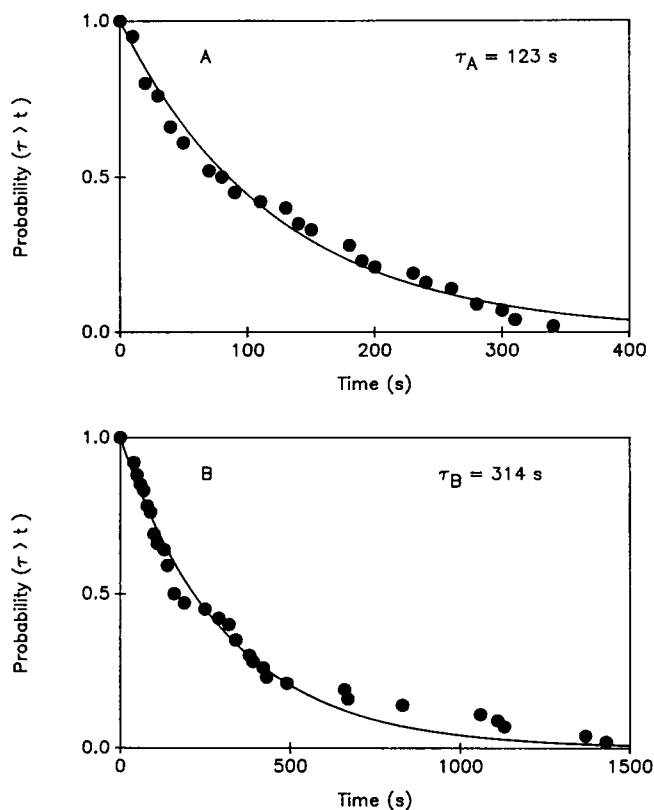 1.0
A
τA = 123 s
Probability (τ > t)
0.5
0.0
0 100 200 300 400
Time (s)
1.0
B
τB = 314 s
Probability (τ > t)
0.5
0.0
0 500 1000 1500
Time (s)